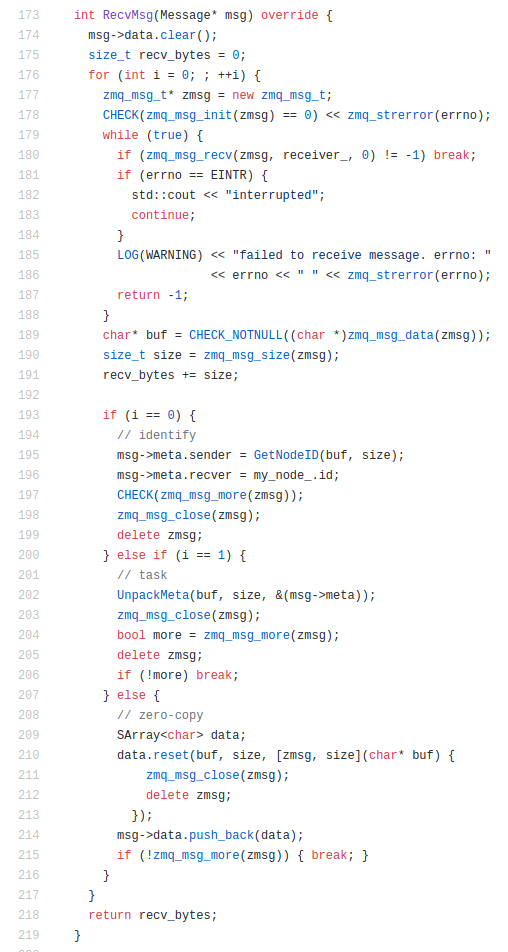 173 int RecvMsg(Message* msg) override {
174 msg->data.clear();
175 size_t recv_bytes = 0;
176 for (int i = 0; ; ++i) {
177 zmq_msg_t* zmsg = new zmq_msg_t;
178 CHECK(zmq_msg_init(zmsg) == 0) << zmq_strerror(errno);
179 while (true) {
180 if (zmq_msg_recv(zmsg, receiver_, 0) != -1) break;
181 if (errno == EINTR) {
182 std::cout << "interrupted";
183 continue;
184 }
185 LOG(WARNING) << "failed to receive message. errno: "
186 << errno << " " << zmq_strerror(errno);
187 return -1;
188 }
189 char* buf = CHECK_NOTNULL((char *)zmq_msg_data(zmsg));
190 size_t size = zmq_msg_size(zmsg);
191 recv_bytes += size;
192
193 if (i == 0) {
194 // identify
195 msg->meta.sender = GetNodeID(buf, size);
196 msg->meta.recver = my_node_.id;
197 CHECK(zmq_msg_more(zmsg));
198 zmq_msg_close(zmsg);
199 delete zmsg;
200 } else if (i == 1) {
201 // task
202 UnpackMeta(buf, size, &(msg->meta));
203 zmq_msg_close(zmsg);
204 bool more = zmq_msg_more(zmsg);
205 delete zmsg;
206 if (!more) break;
207 } else {
208 // zero-copy
209 SArray<char> data;
210 data.reset(buf, size, [zmsg, size](char* buf) {
211 zmq_msg_close(zmsg);
212 delete zmsg;
213 });
214 msg->data.push_back(data);
215 if (!zmq_msg_more(zmsg)) { break; }
216 }
217 }
218 return recv_bytes;
219 }